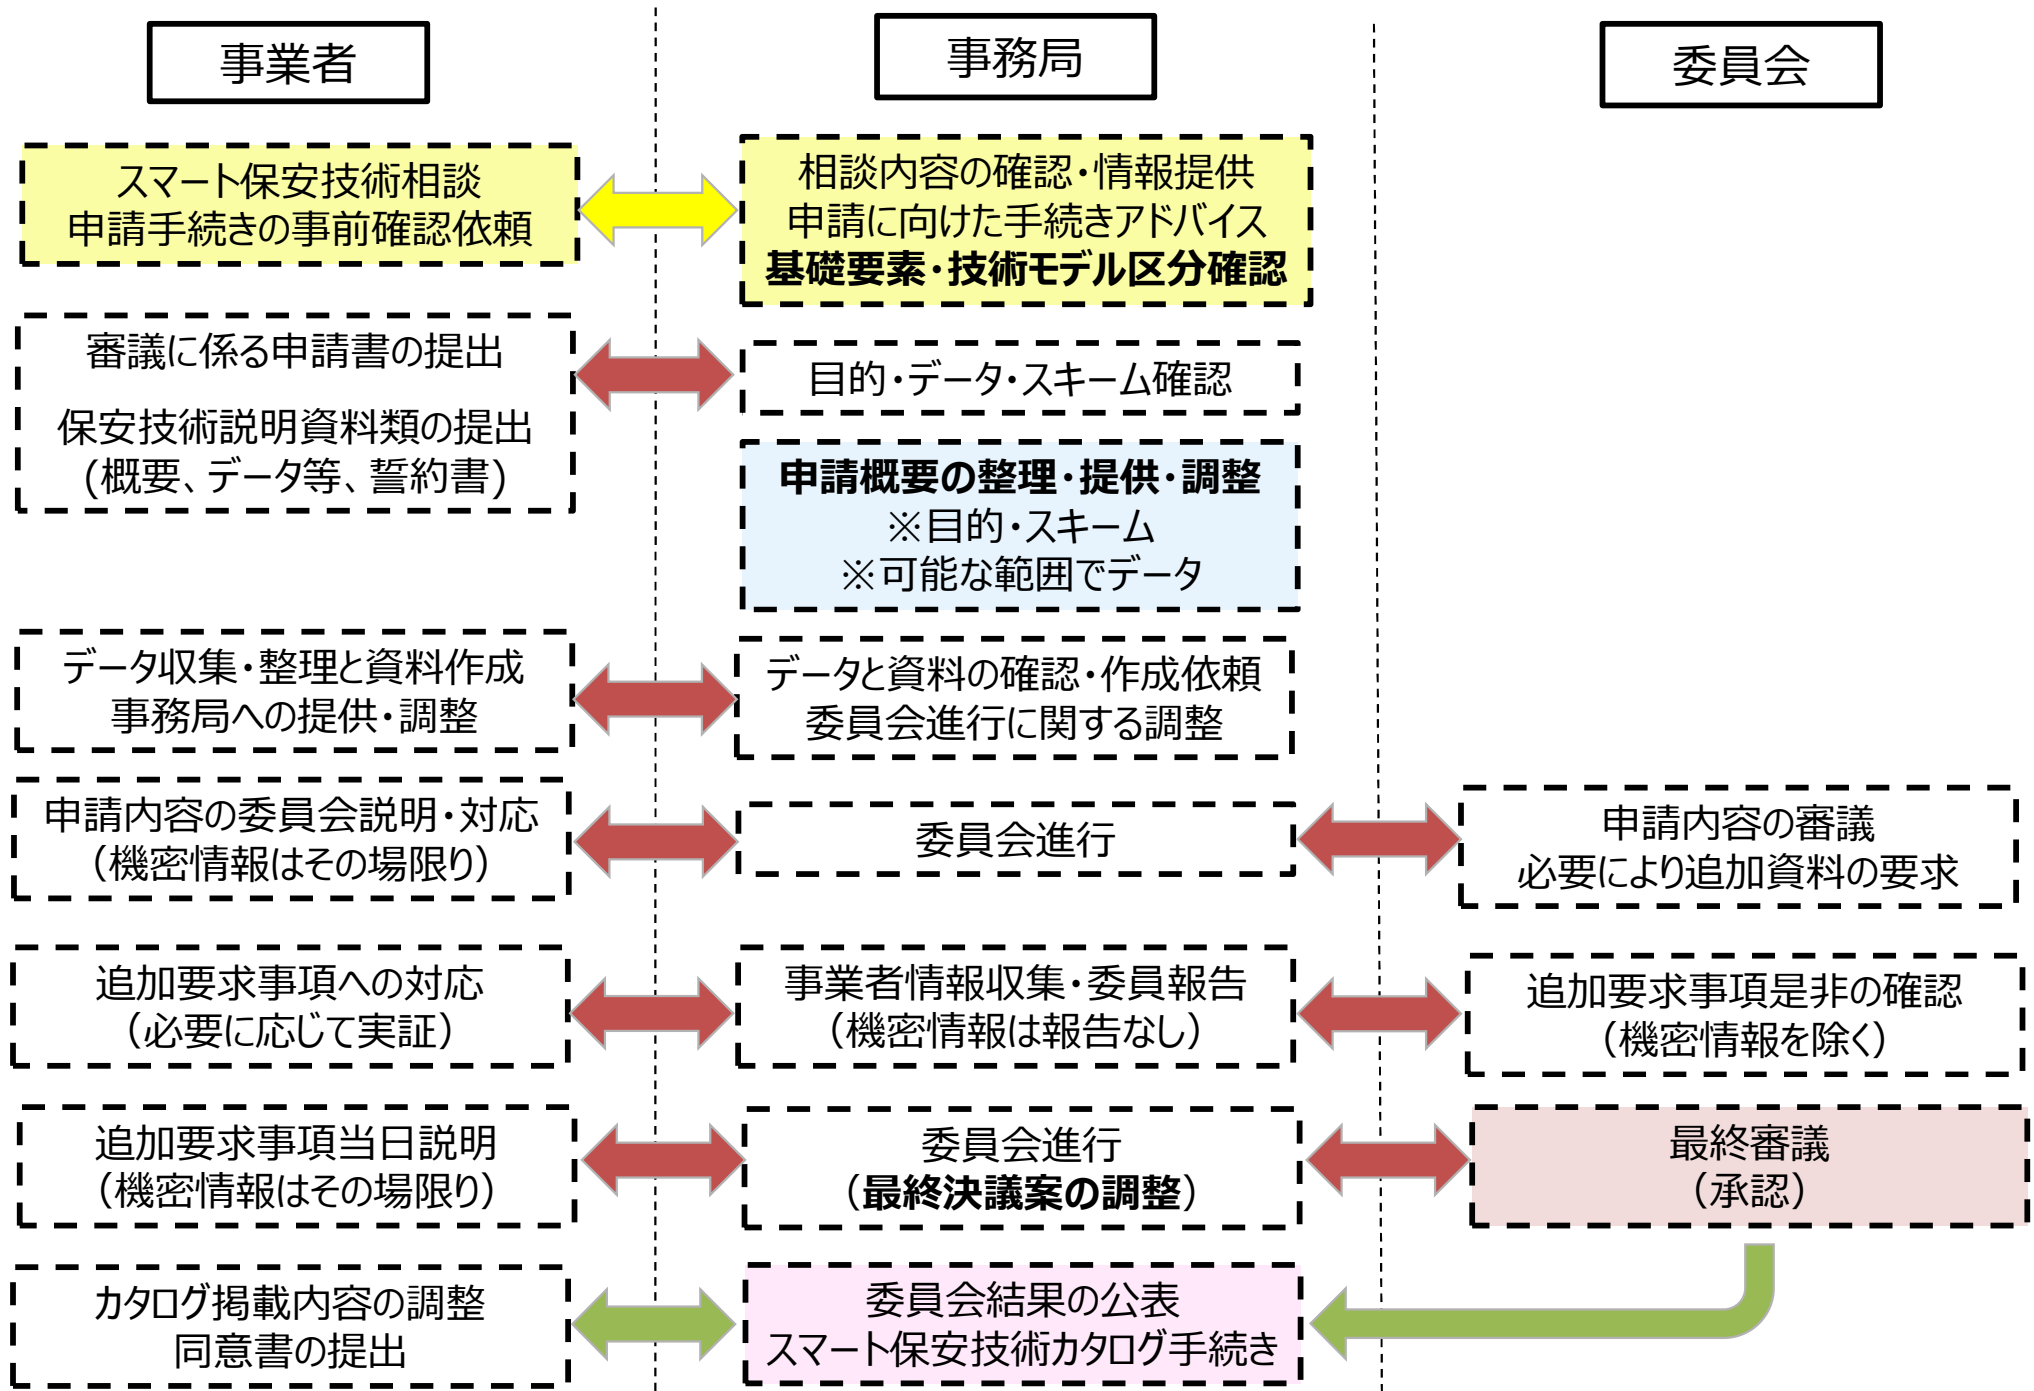 事業者
事務局
委員会
スマート保安技術相談
申請手続きの事前確認依頼
相談内容の確認・情報提供
申請に向けた手続きアドバイス
基礎要素・技術モデル区分確認
審議に係る申請書の提出
保安技術説明資料類の提出
(概要、データ等、誓約書)
目的・データ・スキーム確認
申請概要の整理・提供・調整
※目的・スキーム
※可能な範囲でデータ
データ収集・整理と資料作成
事務局への提供・調整
データと資料の確認・作成依頼
委員会進行に関する調整
申請内容の委員会説明・対応
（機密情報はその場限り）
委員会進行
申請内容の審議
必要により追加資料の要求
追加要求事項への対応
（必要に応じて実証）
事業者情報収集・委員報告
（機密情報は報告なし）
追加要求事項是非の確認
（機密情報を除く）
追加要求事項当日説明
（機密情報はその場限り）
委員会進行
（最終決議案の調整）
最終審議
（承認）
カタログ掲載内容の調整
同意書の提出
委員会結果の公表
スマート保安技術カタログ手続き